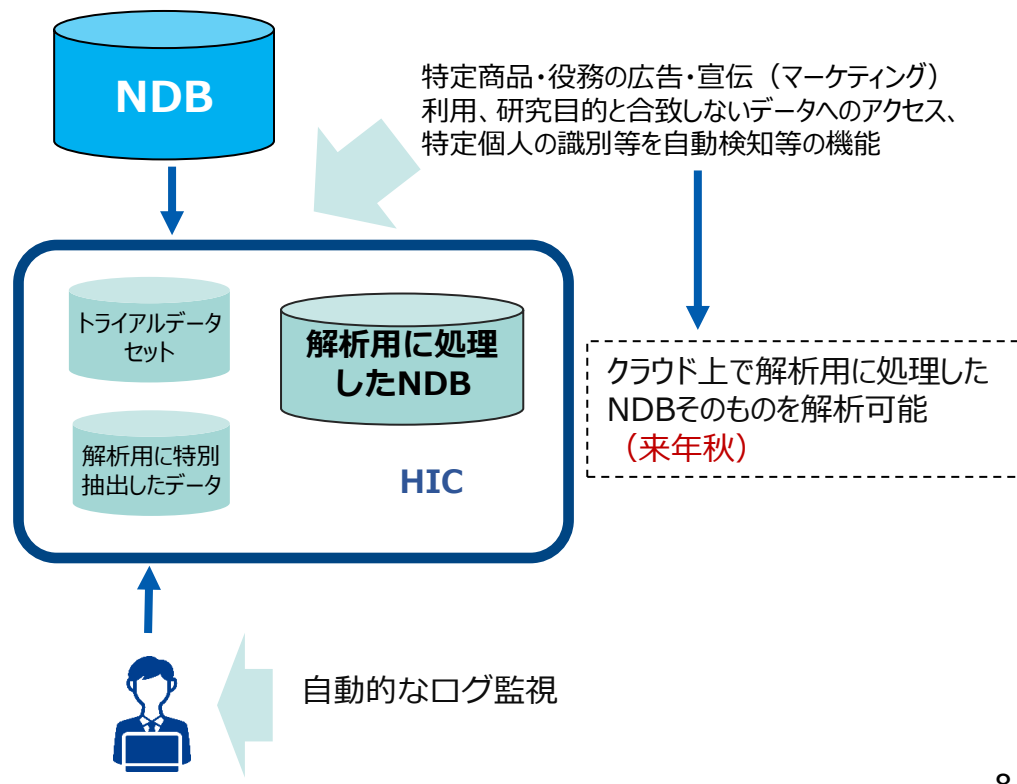 NDB
特定商品・役務の広告・宣伝（マーケティング）
利用、研究目的と合致しないデータへのアクセス、
特定個人の識別等を自動検知等の機能
トライアルデータ
セット
解析用に処理
したNDB
解析用に特別
抽出したデータ
HIC
クラウド上で解析用に処理した
NDBそのものを解析可能
（来年秋）
自動的なログ監視
8